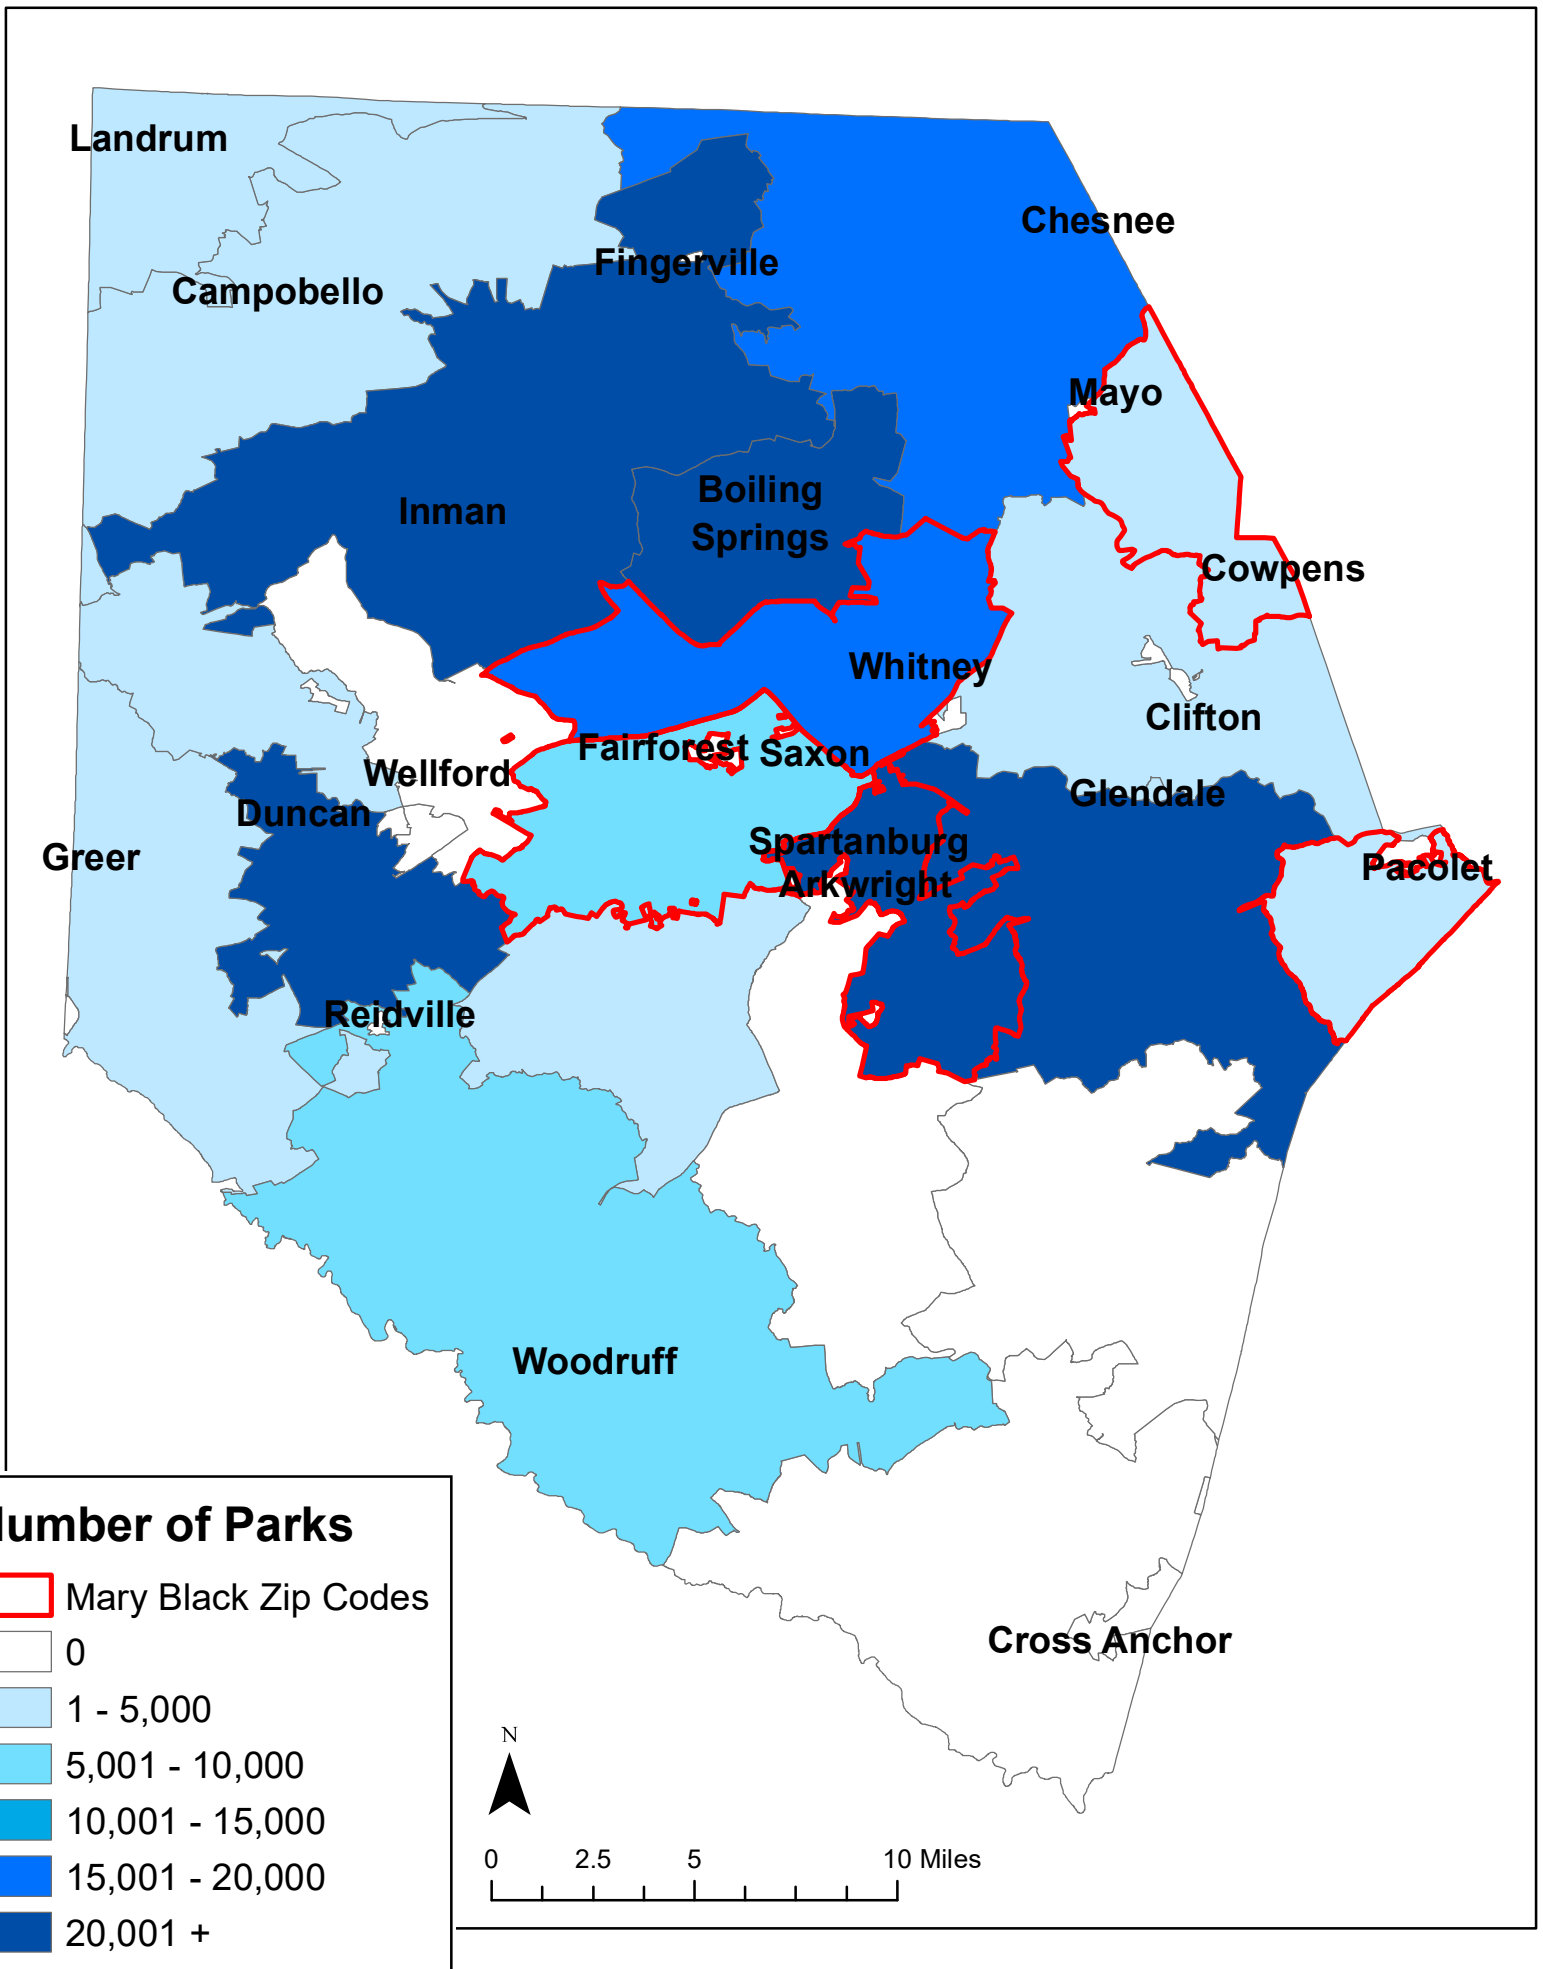 Landrum
Chesnee
Fingerville
Campobello
Mayo
Boiling
Springs
Inman
Cowpens
Whitney
Clifton
Fairforest
Saxon
Wellford
Glendale
Duncan
Spartanburg
Greer
Pacolet
Arkwright
Reidville
Woodruff
Cross Anchor
umber of Parks
Mary Black Zip Codes
0
1 - 5,000
5,001 - 10,000
10,001 - 15,000
15,001 - 20,000
20,001 +
N
0 2.5 5 10 Miles